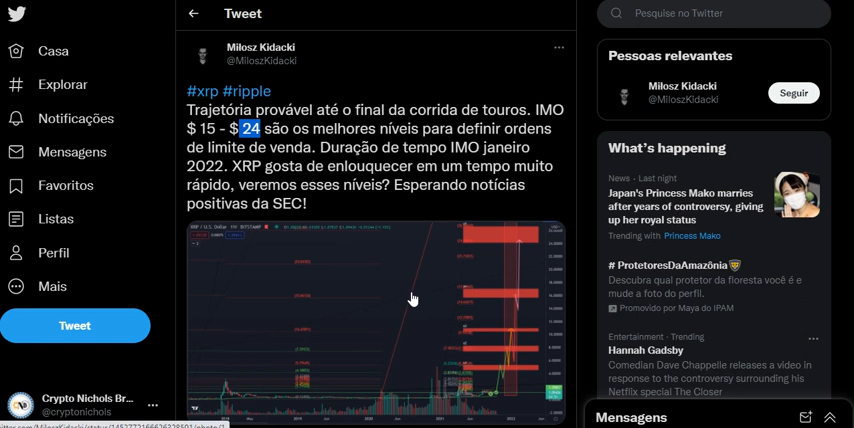 Casa
Explorar
Notificações
Mensagens
Favoritos
Listas
Perfil
Mais
Tweet
Crypto Nichols Br...
@cryptonichols
Tweet
Milosz Kidacki
@MiloszKidacki
#xrp #ripple
Trajetória provável até o final da corrida de touros. IMO
$ 15 - $ 24 são os melhores níveis para definir ordens
de limite de venda. Duração de tempo IMO janeiro
2022. XRP gosta de enlouquecer em um tempo muito
rápido, veremos esses níveis? Esperando notícias
positivas da SEC!
Pesquise no Twitter
Pessoas relevantes
Milosz Kidacki
@MiloszKidacki
Seguir
What's happening
News · Last night
Japan's Princess Mako marries
after years of controversy, giving
up her royal status
Trending with Princess Mako
# ProtetoresDaAmazônia
Descubra qual protetor da floresta você é e
mude a foto do perfil.
Promovido por Maya do IPAM
Entertainment · Trending
Hannah Gadsby
Comedian Dave Chappelle releases a video in
response to the controversy surrounding his
Netflix special The Closer
Mensagens